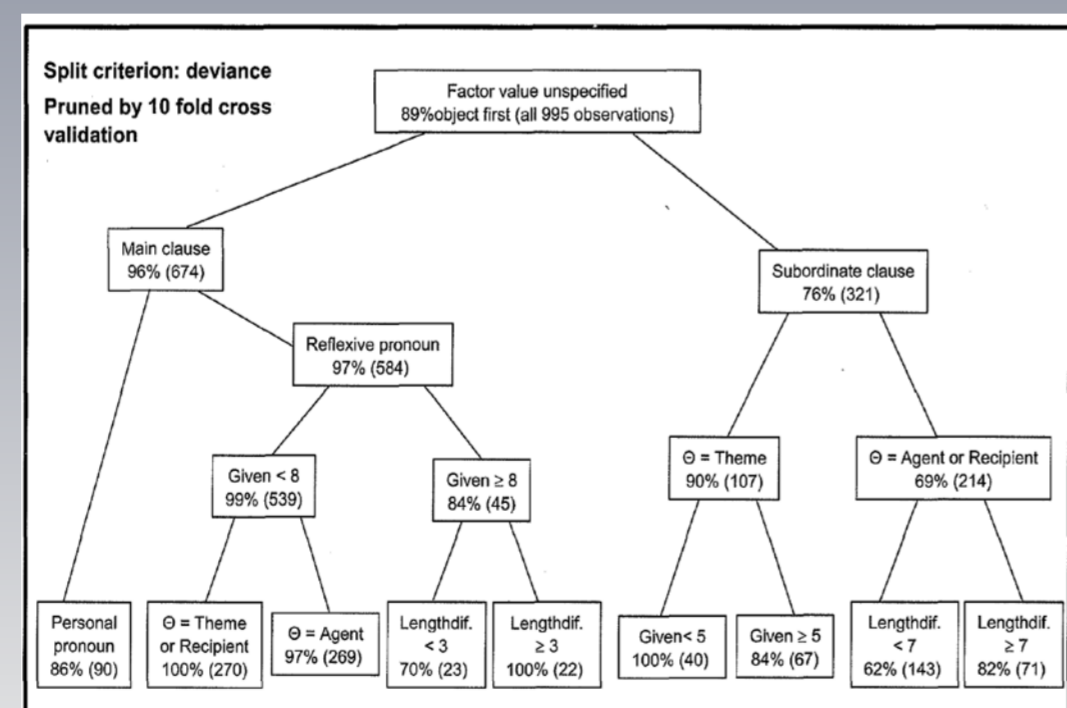 Split criterion: deviance
Pruned by 10 fold cross
validation
Factor value unspecified
89%object first (all 995 observations)
Main clause
96% (674)
Subordinate clause
76% (321)
Reflexive pronoun
97% (584)
Given < 8
99% (539)
Given ≥ 8
84% (45)
Θ = Theme
90% (107)
Θ = Agent or Recipient
69% (214)
Personal
pronoun
86% (90)
Θ = Theme
or Recipient
100% (270)
Θ = Agent
97% (269)
Lengthdif.
< 3
70% (23)
Lengthdif.
≥ 3
100% (22)
Given< 5
100% (40)
Given ≥ 5
84% (67)
Lengthdif.
< 7
62% (143)
Lengthdif.
≥ 7
82% (71)